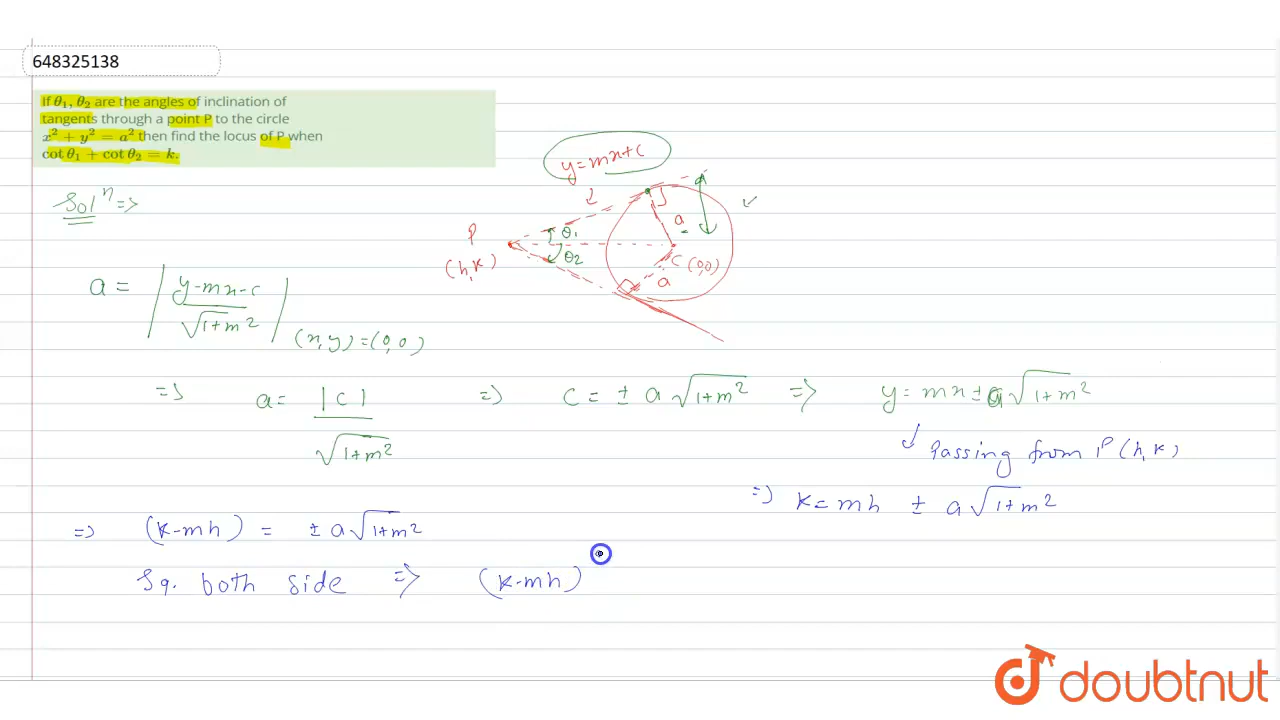 648325138
If θ₁, θ₂ are the angles of inclination of
tangents through a point P to the circle
x² + y² = a² then find the locus of P when
cot θ₁ + cot θ₂ = k.
Solⁿ =>
y=mx+c
P
(h,k)
θ₁
θ₂
a
a
C (0,0)
a = |y-mx-c / √1+m²| (x,y)=(0,0)
=> a = |c| / √1+m² => c = ± a √1+m² => y = mx ± a √1+m²
Passing from P(h,k)
=> k = mh ± a √1+m²
=> (k-mh) = ± a √1+m²
Sq. both side => (k-mh)
doubtnut